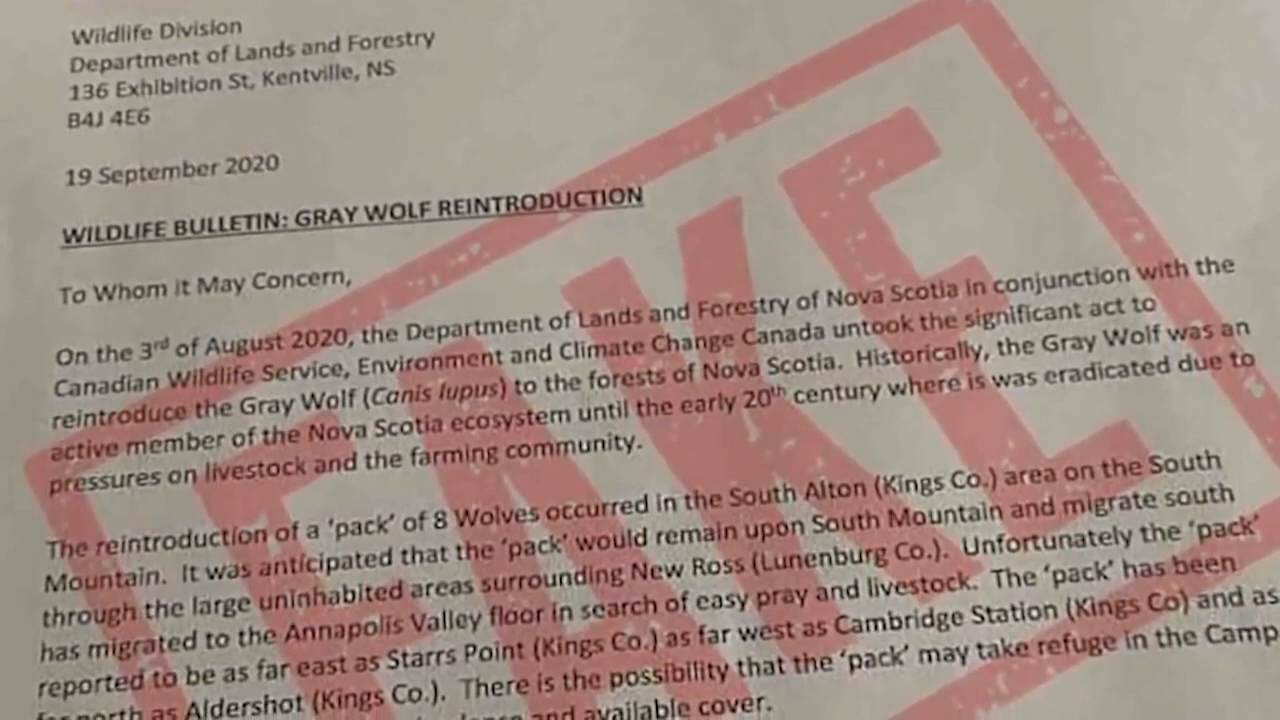 Wildlife Division
Department of Lands and Forestry
136 Exhibition St, Kentville, NS
B4J 4E6
19 September 2020
WILDLIFE BULLETIN: GRAY WOLF REINTRODUCTION
To Whom it May Concern,
On the 3rd of August 2020, the Department of Lands and Forestry of Nova Scotia in conjunction with the
Canadian Wildlife Service, Environment and Climate Change Canada untook the significant act to
reintroduce the Gray Wolf (Canis lupus) to the forests of Nova Scotia. Historically, the Gray Wolf was an
active member of the Nova Scotia ecosystem until the early 20th century where is was eradicated due to
pressures on livestock and the farming community.
The reintroduction of a 'pack' of 8 Wolves occurred in the South Alton (Kings Co.) area on the South
Mountain. It was anticipated that the 'pack' would remain upon South Mountain and migrate south
through the large uninhabited areas surrounding New Ross (Lunenburg Co.). Unfortunately the 'pack'
has migrated to the Annapolis Valley floor in search of easy pray and livestock. The 'pack' has been
reported to be as far east as Starrs Point (Kings Co.) as far west as Cambridge Station (Kings Co) and as
far north as Aldershot (Kings Co.). There is the possibility that the 'pack' may take refuge in the Camp
and available cover.
FAKE